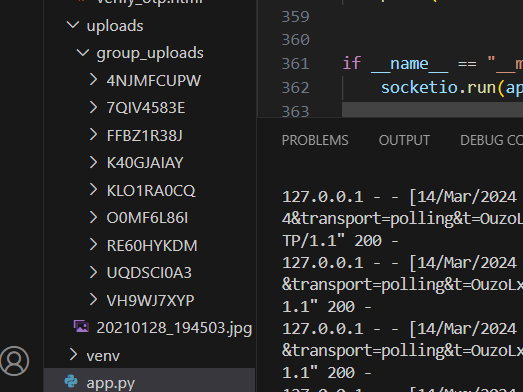 uploads
group_uploads
4NJMFCUPW
7QIV4583E
FFBZ1R38J
K40GJAIAY
KLO1RA0CQ
O0MF6L86I
RE60HYKDM
UQDSCI0A3
VH9WJ7XYP
20210128_194503.jpg
venv
app.py
359
360
361 if __name__ == "__m
362 socketio.run(ap
363
PROBLEMS OUTPUT DEBUG CO
127.0.0.1 - - [14/Mar/2024
4&transport=polling&t=OuzoL
TP/1.1" 200 -
127.0.0.1 - - [14/Mar/2024
&transport=polling&t=OuzoLx
1.1" 200 -
127.0.0.1 - - [14/Mar/2024
&transport=polling&t=OuzoLx
1.1" 200 -